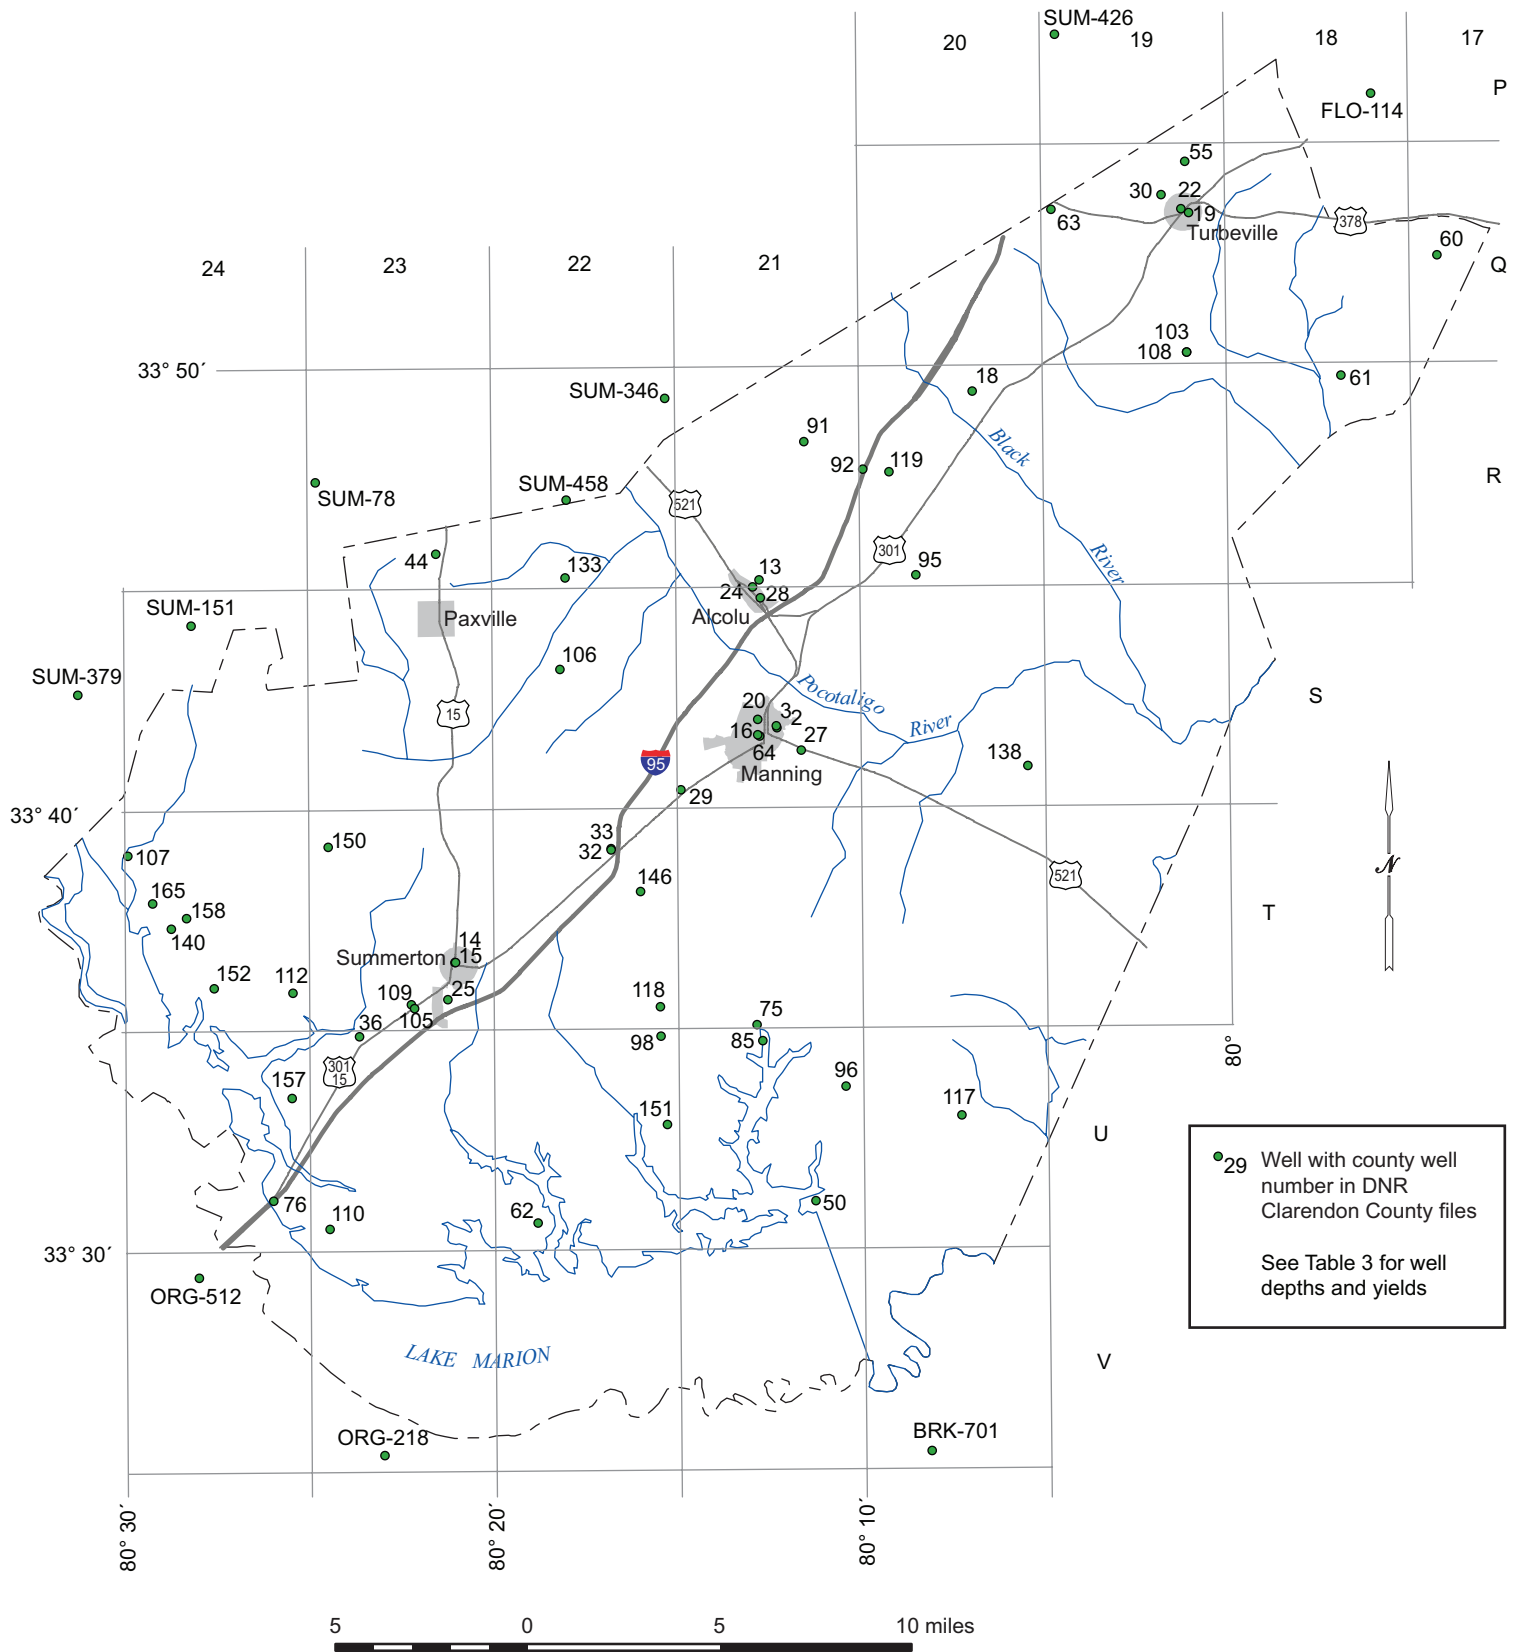 SUM-426
20
19
18
17
P
FLO-114
55
30
22
19
63
Turbeville
378
60
Q
24
23
22
21
103
108
33° 50´
18
61
SUM-346
91
Black
92
119
R
SUM-78
SUM-458
521
301
River
44
133
13
95
24
28
SUM-151
Paxville
Alcolu
106
SUM-379
Pocotaligo
S
15
20
32
River
16
27
64
138
95
Manning
29
33° 40´
33
32
150
107
146
521
165
158
T
140
14
Summerton
15
152
112
25
109
118
75
105
36
98
85
80°
301
15
96
157
151
117
U
29
Well with county well
number in DNR
Clarendon County files
See Table 3 for well
depths and yields
76
110
62
50
33° 30´
ORG-512
LAKE MARION
V
ORG-218
BRK-701
N
80° 30´
80° 20´
80° 10´
5
0
5
10 miles